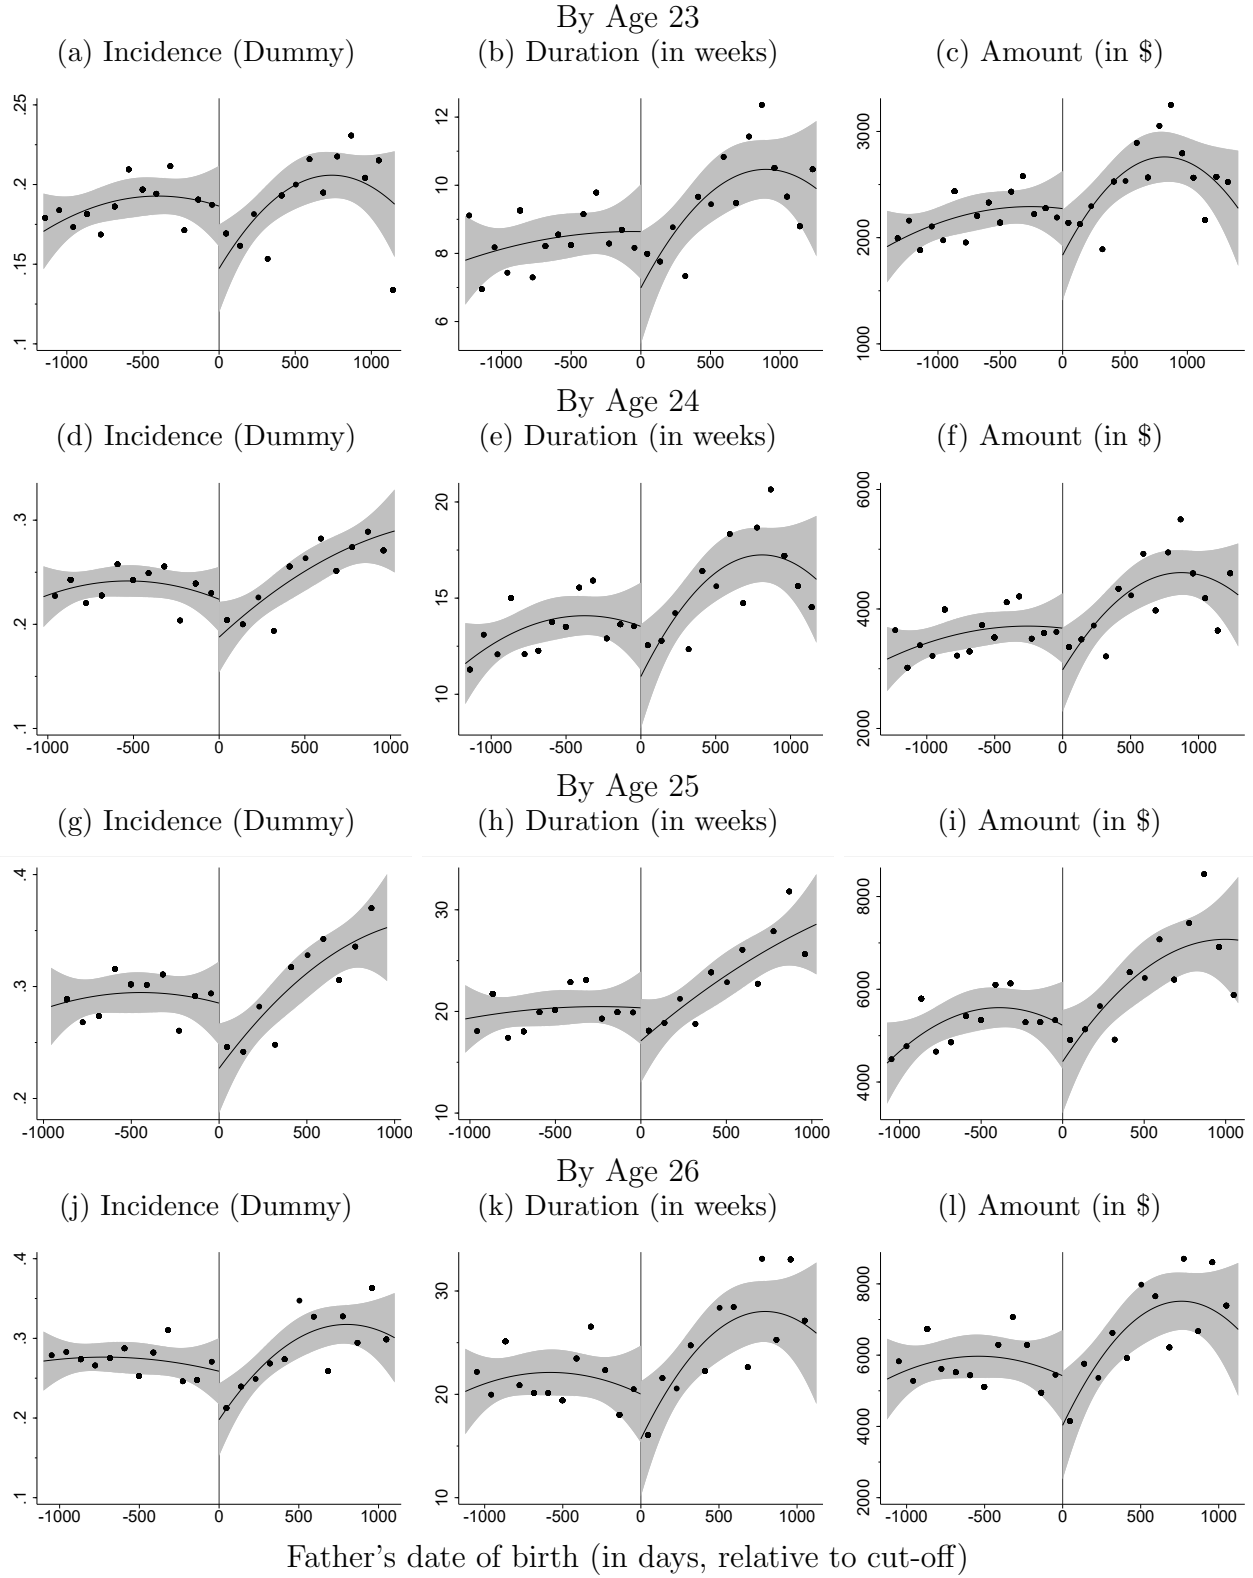 By Age 23
(a) Incidence (Dummy) (b) Duration (in weeks) (c) Amount (in $)
.25 12 3000
.2 10
.15 8 2000
.1 6 1000
-1000 -500 0 500 1000 -1000 -500 0 500 1000 -1000 -500 0 500 1000
By Age 24
(d) Incidence (Dummy) (e) Duration (in weeks) (f) Amount (in $)
.3 20 6000
.2 15 4000
.1 10 2000
-1000 -500 0 500 1000 -1000 -500 0 500 1000 -1000 -500 0 500 1000
By Age 25
(g) Incidence (Dummy) (h) Duration (in weeks) (i) Amount (in $)
.4 30 8000
.3 20 6000
.2 10 4000
-1000 -500 0 500 1000 -1000 -500 0 500 1000 -1000 -500 0 500 1000
By Age 26
(j) Incidence (Dummy) (k) Duration (in weeks) (l) Amount (in $)
.4 30 8000
.3 20 6000
.2 4000
.1 10 2000
-1000 -500 0 500 1000 -1000 -500 0 500 1000 -1000 -500 0 500 1000
Father's date of birth (in days, relative to cut-off)